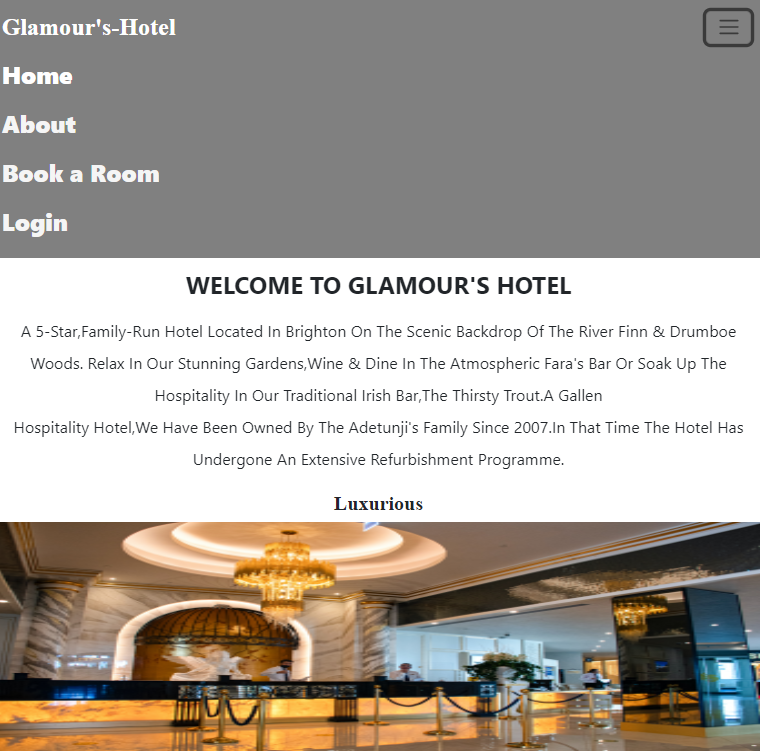 Glamour's-Hotel
Home
About
Book a Room
Login
WELCOME TO GLAMOUR'S HOTEL
A 5-Star,Family-Run Hotel Located In Brighton On The Scenic Backdrop Of The River Finn & Drumboe
Woods. Relax In Our Stunning Gardens,Wine & Dine In The Atmospheric Fara's Bar Or Soak Up The
Hospitality In Our Traditional Irish Bar,The Thirsty Trout.A Gallen
Hospitality Hotel,We Have Been Owned By The Adetunji's Family Since 2007.In That Time The Hotel Has
Undergone An Extensive Refurbishment Programme.
Luxurious